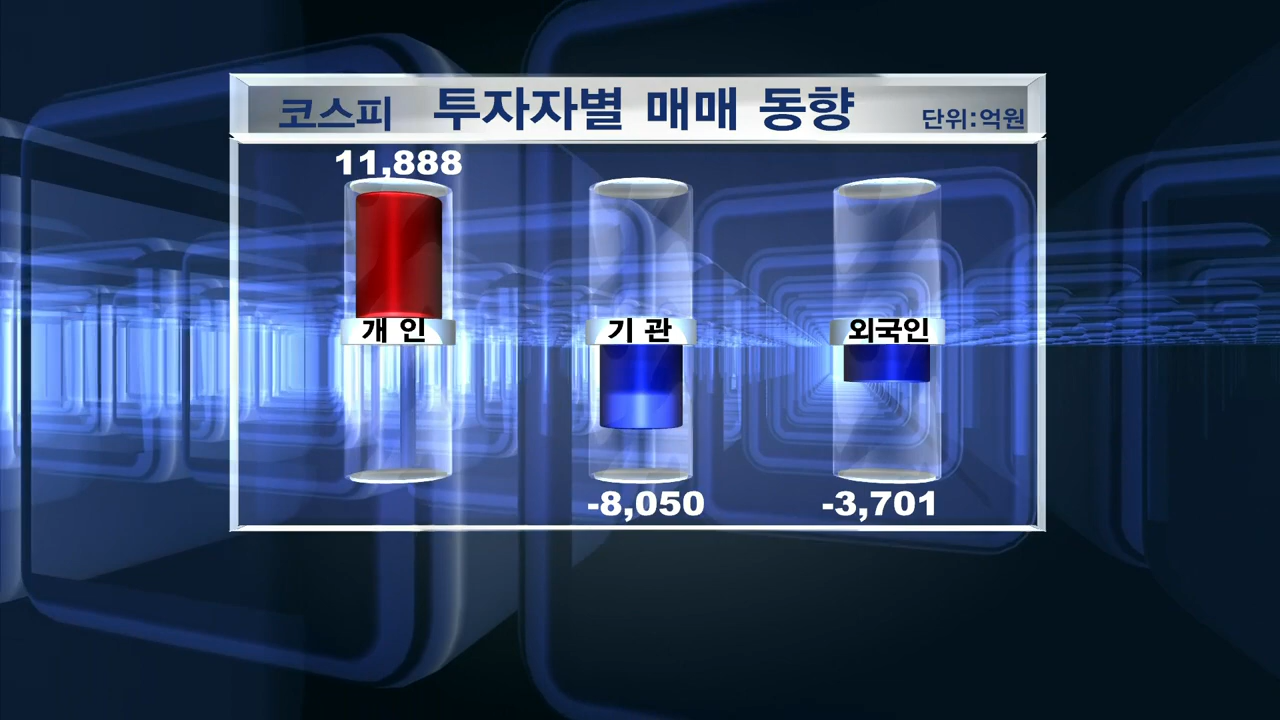 코스피 투자자별 매매 동향 단위:억원
11,888
개 인 기 관 외국인
-8,050 -3,701